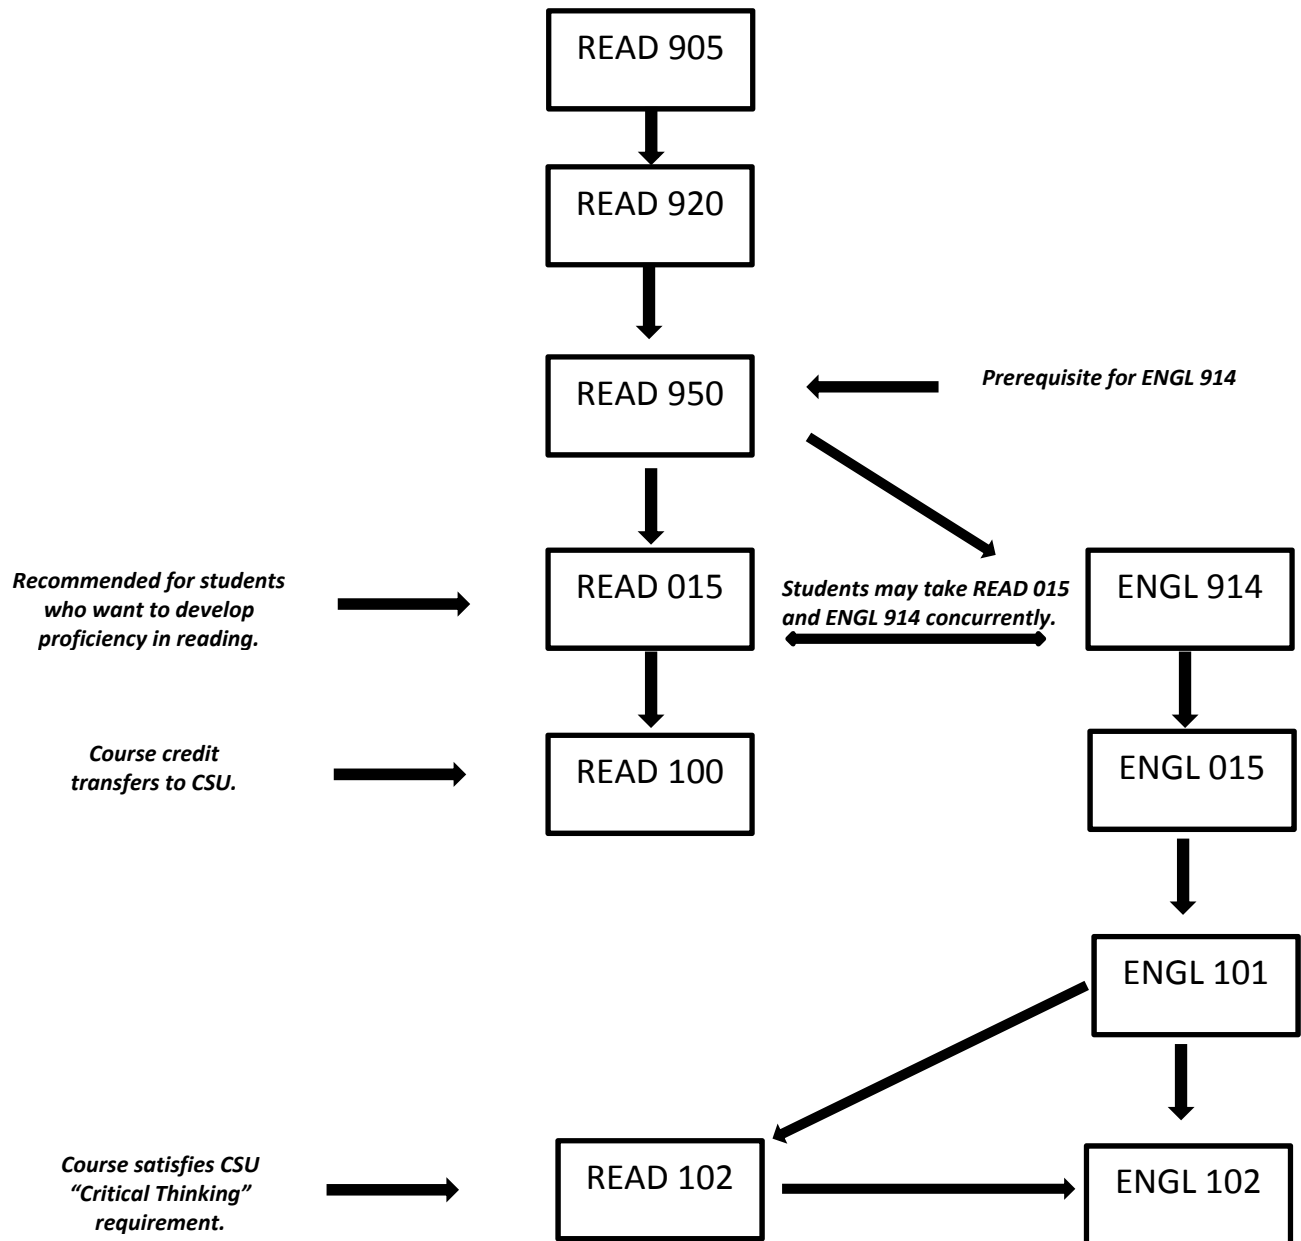 READ 905
READ 920
READ 950
Prerequisite for ENGL 914
Recommended for students
who want to develop
proficiency in reading.
READ 015
Students may take READ 015
and ENGL 914 concurrently.
ENGL 914
Course credit
transfers to CSU.
READ 100
ENGL 015
ENGL 101
Course satisfies CSU
“Critical Thinking”
requirement.
READ 102
ENGL 102